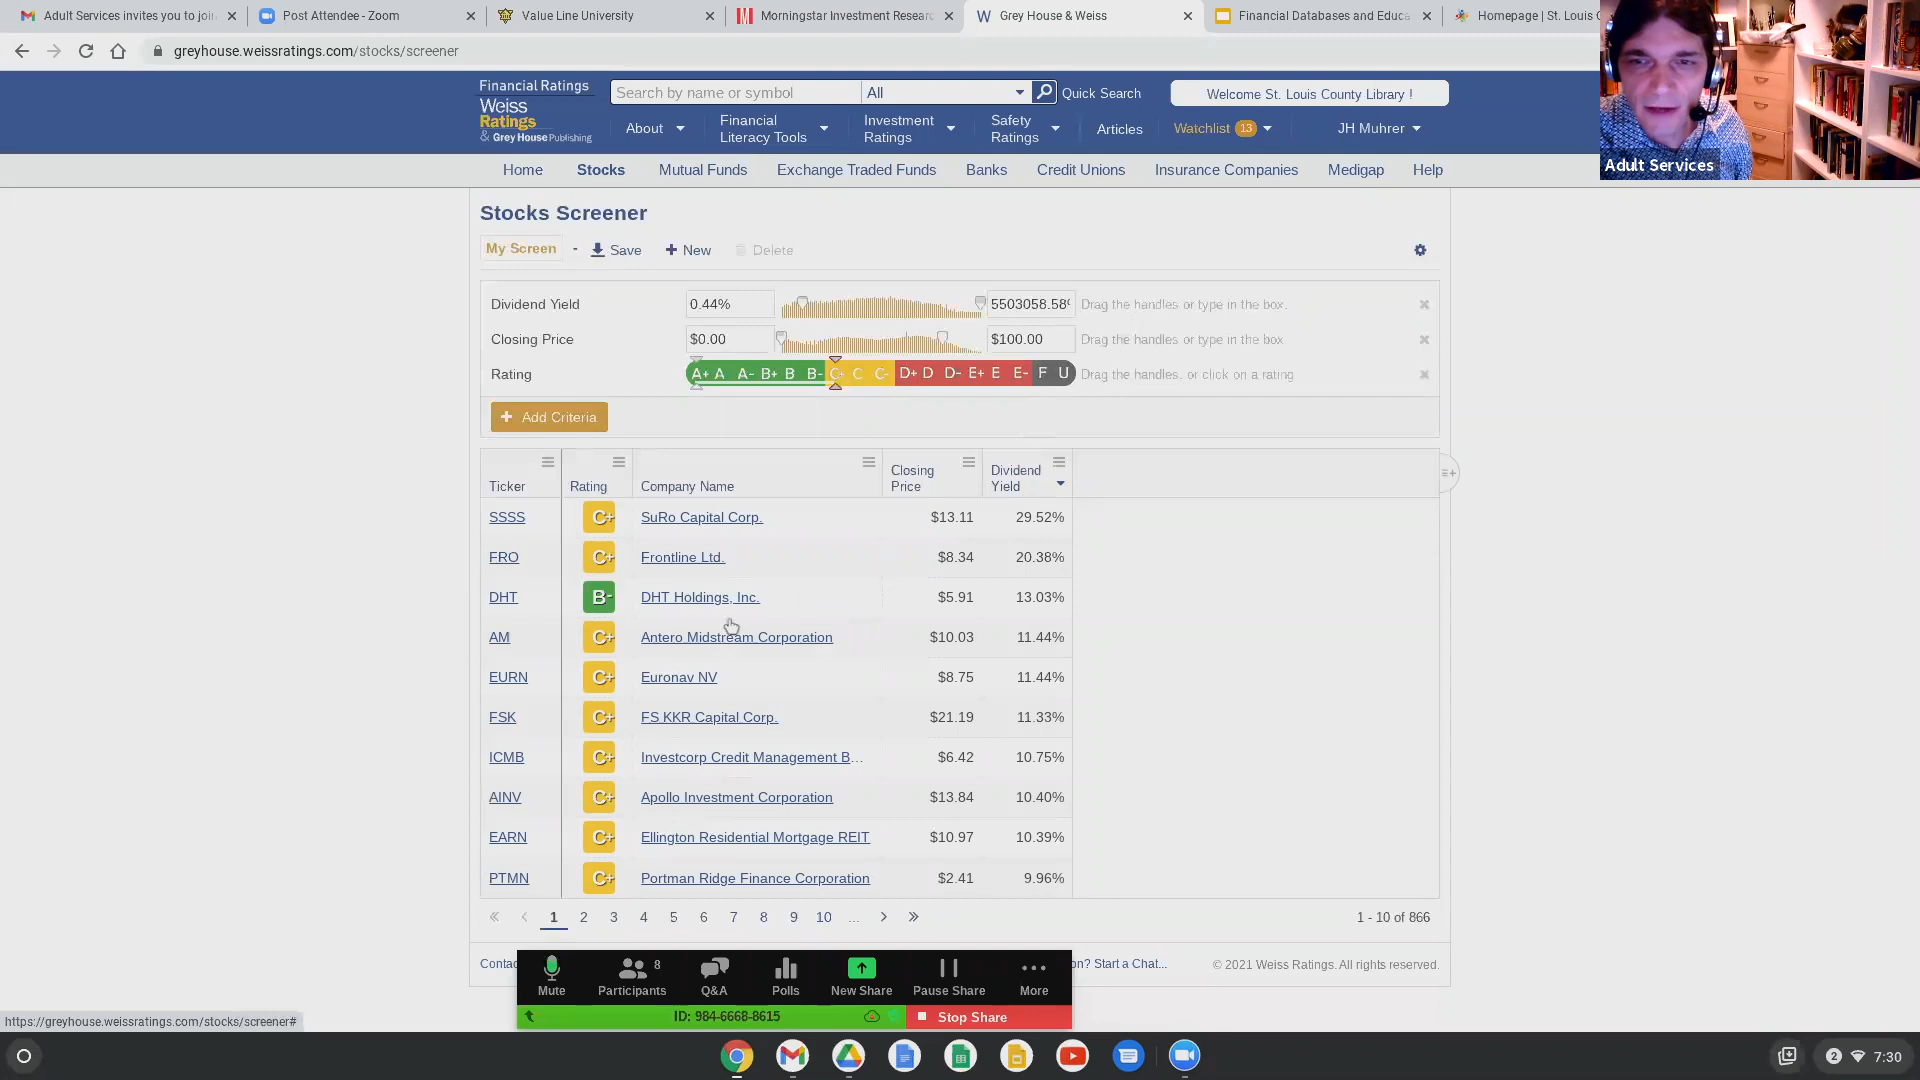 Adult Services invites you to joi
Post Attendee - Zoom
Value Line University
Morningstar Investment Researc
Grey House & Weiss
Financial Databases and Educa
Homepage | St. Louis C
greyhouse.weissratings.com/stocks/screener
Financial Ratings
Weiss
Ratings
& Grey House Publishing
Search by name or symbol
All
Quick Search
Welcome St. Louis County Library !
About
Financial Literacy Tools
Investment Ratings
Safety Ratings
Articles
Watchlist 13
JH Muhrer
Adult Services
Home
Stocks
Mutual Funds
Exchange Traded Funds
Banks
Credit Unions
Insurance Companies
Medigap
Help
Stocks Screener
My Screen - Save + New Delete
Dividend Yield 0.44% 5503058.58% Drag the handles or type in the box.
Closing Price $0.00 $100.00 Drag the handles or type in the box
Rating A+ A A- B+ B B- C+ C C- D+ D D- E+ E E- F U Drag the handles. or click on a rating
+ Add Criteria
Ticker Rating Company Name Closing Price Dividend Yield
SSSS C+ SuRo Capital Corp. $13.11 29.52%
FRO C+ Frontline Ltd. $8.34 20.38%
DHT B- DHT Holdings, Inc. $5.91 13.03%
AM C+ Antero Midstream Corporation $10.03 11.44%
EURN C+ Euronav NV $8.75 11.44%
FSK C+ FS KKR Capital Corp. $21.19 11.33%
ICMB C+ Investcorp Credit Management B... $6.42 10.75%
AINV C+ Apollo Investment Corporation $13.84 10.40%
EARN C+ Ellington Residential Mortgage REIT $10.97 10.39%
PTMN C+ Portman Ridge Finance Corporation $2.41 9.96%
« ‹ 1 2 3 4 5 6 7 8 9 10 ... › » 1 - 10 of 866
Contac
on? Start a Chat...
© 2021 Weiss Ratings. All rights reserved.
8
Mute Participants Q&A Polls New Share Pause Share More
ID: 984-6668-8615 Stop Share
https://greyhouse.weissratings.com/stocks/screener#
2 7:30